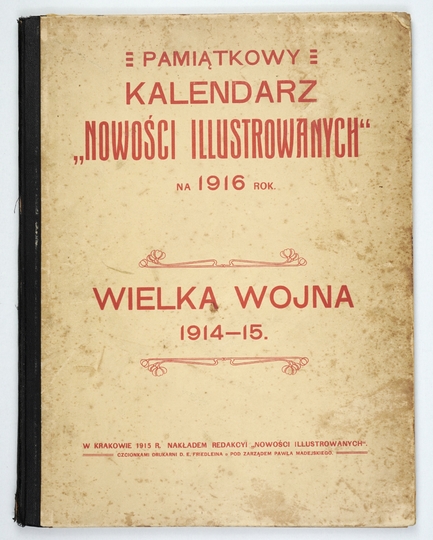 PAMIĄTKOWY
KALENDARZ
„NOWOŚCI ILLUSTROWANYCH“
NA 1916 ROK.
WIELKA WOJNA
1914—15.
W KRAKOWIE 1915 R. NAKŁADEM REDAKCYI „NOWOŚCI ILLUSTROWANYCH“.
CZCIONKAMI DRUKARNI D. E. FRIEDLEINA POD ZARZĄDEM PAWŁA MADEJSKIEGO.